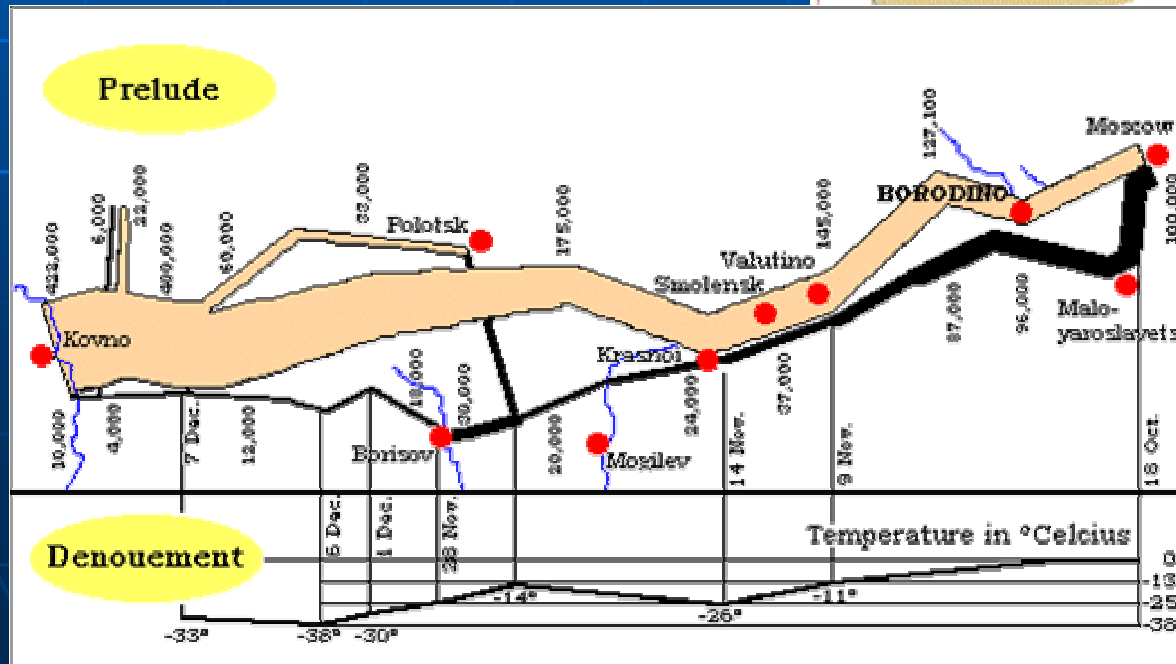 Prelude
422,000
6,000
22,000
400,000
60,000
33,000
Polotsk
175,000
Smolensk
Valutino
145,000
127,100
BORODINO
Moscow
100,000
Kovno
10,000
4,000
7 Dec.
12,000
Borisov
30,000
20,000
Mogilev
Krasnoi
24,000
14 Nov.
37,000
9 Nov.
87,000
96,000
Malo-
yaroslavets
18 Oct.
6 Dec.
1 Dec.
28 Nov.
Denouement
Temperature in °Celcius
0
-25
-38
-33°
-38°
-30°
-14°
-26°
-11°